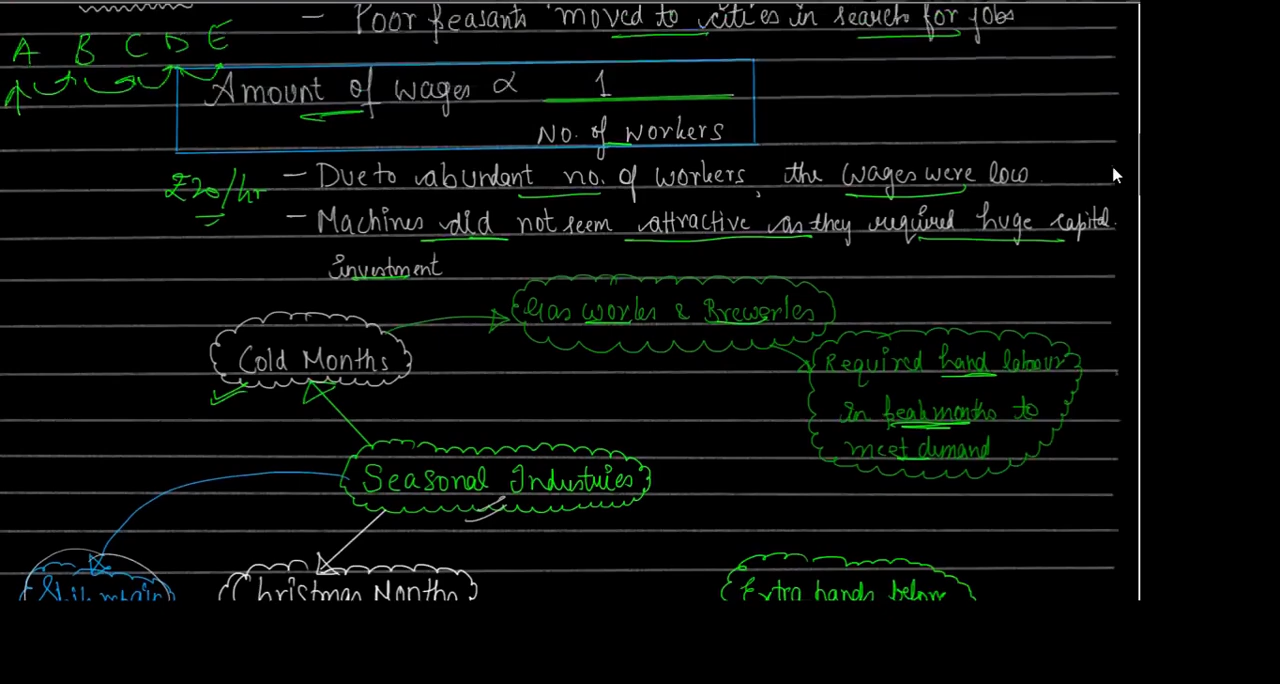 - Poor peasants moved to cities in search for jobs
A B C D E
Amount of wages ∝ 1
No. of workers
£20/hr
- Due to abundant no. of workers, the wages were low.
- Machines did not seem attractive as they required huge capital
investment
Gas works & Breweries
Cold Months
Required hand labour
in peak months to
meet demand
Seasonal Industries
Christmas Months
Extra hands